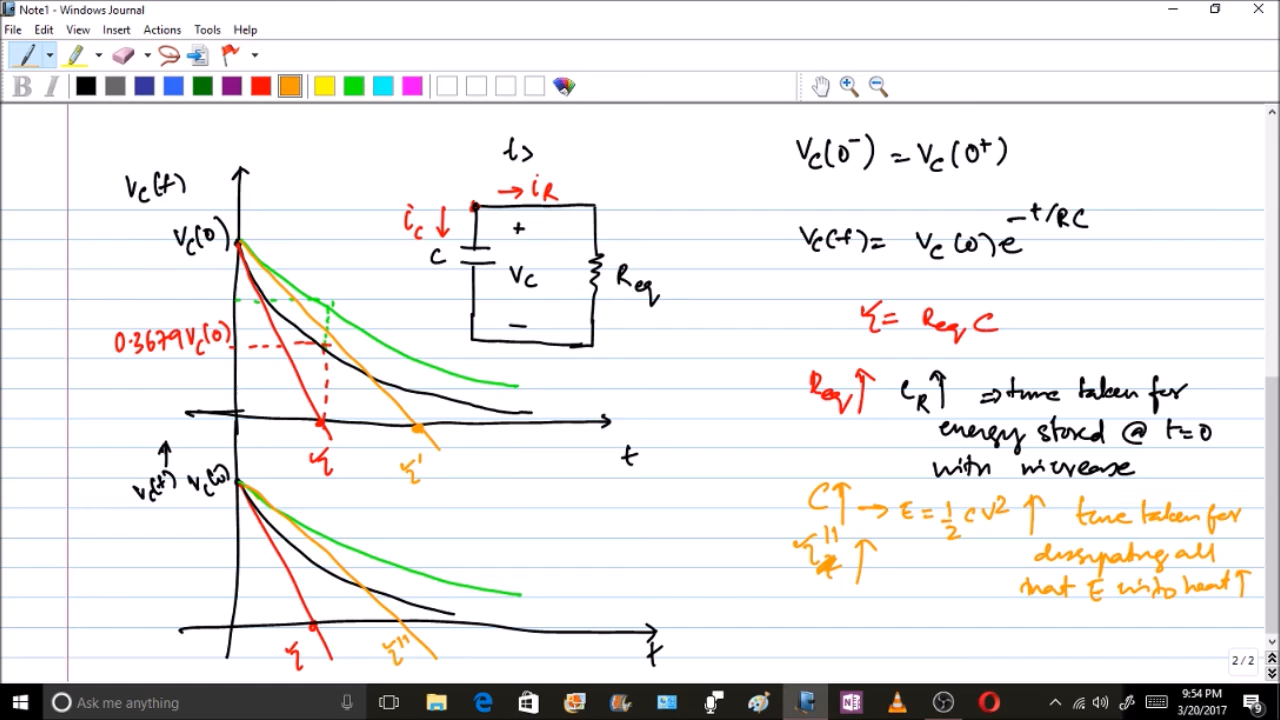 Note1 - Windows Journal
File Edit View Insert Actions Tools Help
B I
Vc(t)
Vc(0)
0.3679Vc(0)
τ
τ'
t
ic
iR
+
C
Vc
Req
−
Vc(0⁻) = Vc(0⁺)
Vc(t) = Vc(0)e^-t/RC
τ = Req C
Req↑ ↑ ⇒ time taken for
energy stored @ t=0
with increase
C↑ → E = 1/2 CV² ↑ time taken for
τ'' ↑ dissipating all
that E into heat↑
Vc(t) Vc(0)
τ
τ''
t
2 / 2
Ask me anything
9:54 PM
3/20/2017
9